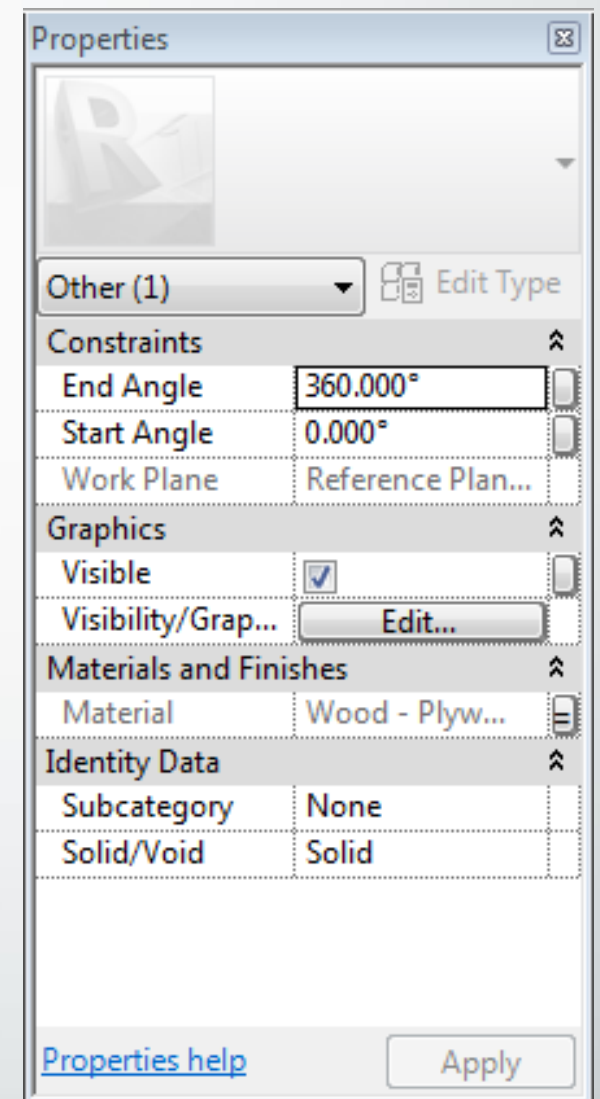 Properties
Other (1) Edit Type
Constraints
End Angle 360.000°
Start Angle 0.000°
Work Plane Reference Plan...
Graphics
Visible
Visibility/Grap... Edit...
Materials and Finishes
Material Wood - Plyw... =
Identity Data
Subcategory None
Solid/Void Solid
Properties help Apply